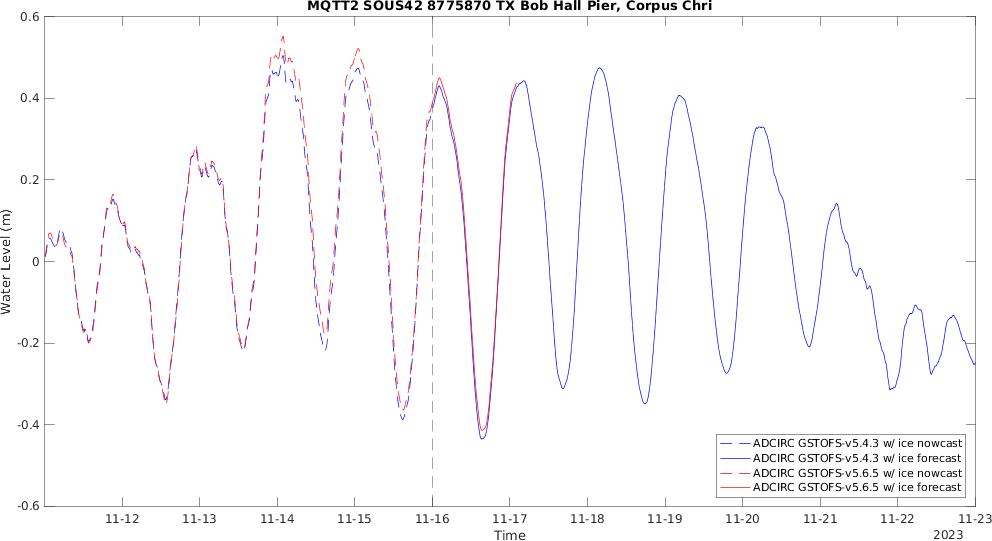 MQTT2 SOUS42 8775870 TX Bob Hall Pier, Corpus Chri
0.6
0.4
0.2
0
-0.2
-0.4
-0.6
Water Level (m)
ADCIRC GSTOFS-v5.4.3 w/ ice nowcast
ADCIRC GSTOFS-v5.4.3 w/ ice forecast
ADCIRC GSTOFS-v5.6.5 w/ ice nowcast
ADCIRC GSTOFS-v5.6.5 w/ ice forecast
11-12 11-13 11-14 11-15 11-16 11-17 11-18 11-19 11-20 11-21 11-22 11-23
Time
2023